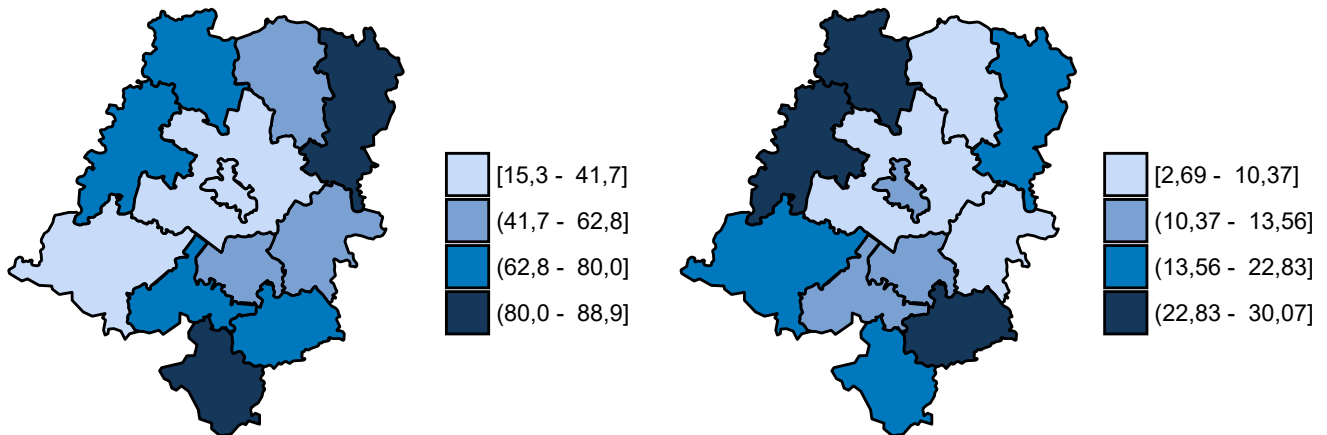 [15,3 -  41,7]
(41,7 -  62,8]
(62,8 -  80,0]
(80,0 -  88,9]
[2,69 -  10,37]
(10,37 -  13,56]
(13,56 -  22,83]
(22,83 -  30,07]